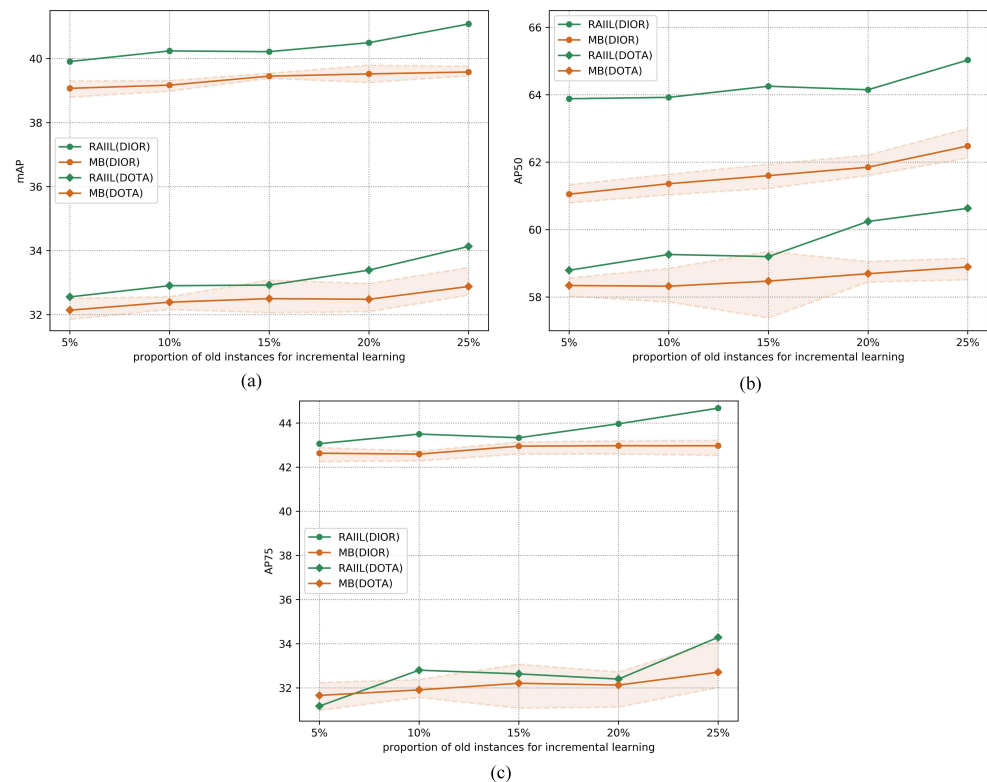 mAP
40
38
36
34
32
RAIIL(DIOR)
MB(DIOR)
RAIIL(DOTA)
MB(DOTA)
5% 10% 15% 20% 25%
proportion of old instances for incremental learning
(a)
AP50
66
64
62
60
58
RAIIL(DIOR)
MB(DIOR)
RAIIL(DOTA)
MB(DOTA)
5% 10% 15% 20% 25%
proportion of old instances for incremental learning
(b)
AP75
44
42
40
38
36
34
32
RAIIL(DIOR)
MB(DIOR)
RAIIL(DOTA)
MB(DOTA)
5% 10% 15% 20% 25%
proportion of old instances for incremental learning
(c)